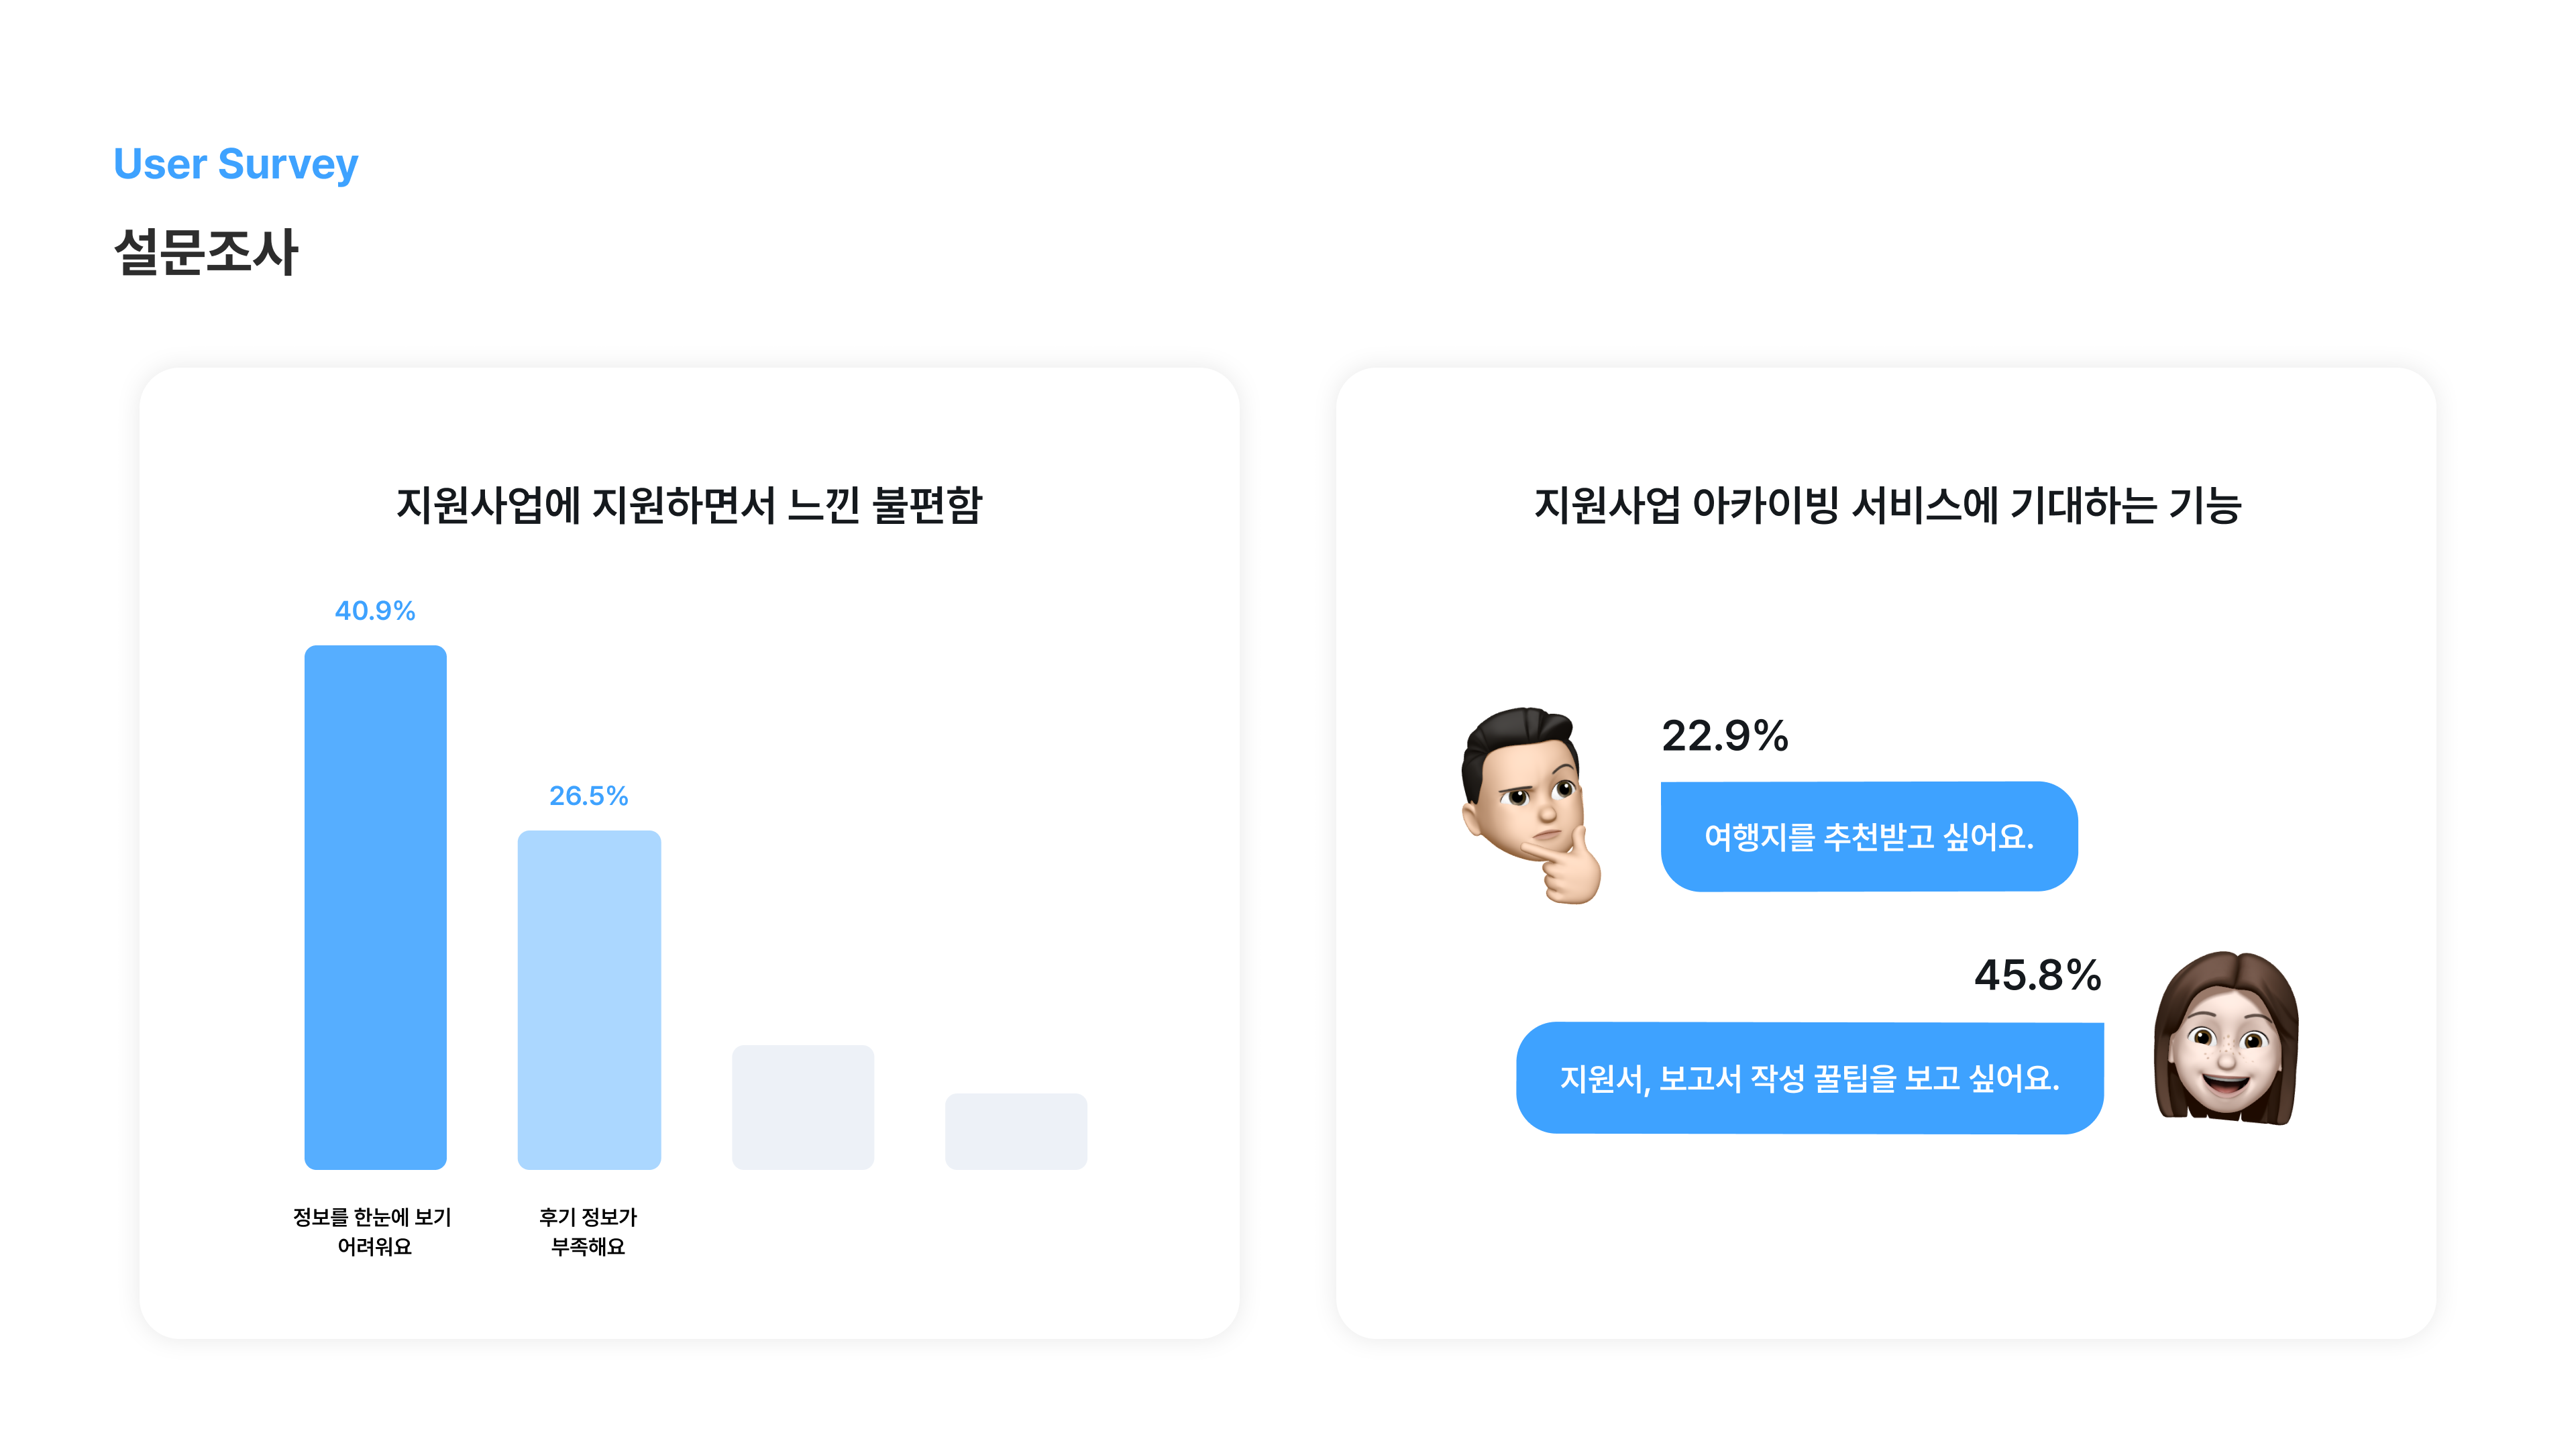 User Survey
설문조사
지원사업에 지원하면서 느낀 불편함
40.9%
26.5%
정보를 한눈에 보기
어려워요
후기 정보가
부족해요
지원사업 아카이빙 서비스에 기대하는 기능
22.9%
여행지를 추천받고 싶어요.
45.8%
지원서, 보고서 작성 꿀팁을 보고 싶어요.